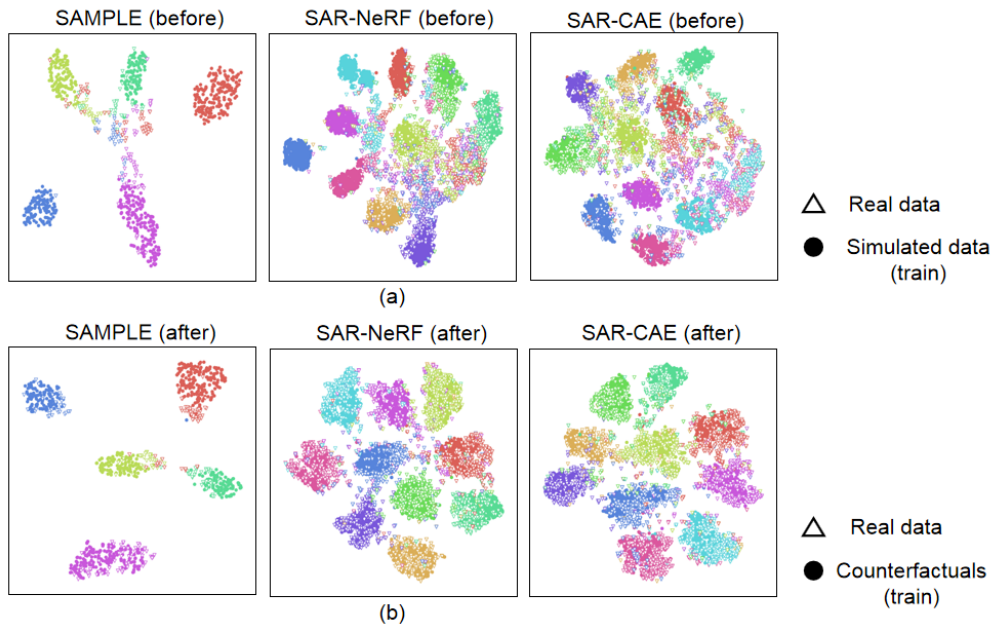 SAMPLE (before)
SAR-NeRF (before)
SAR-CAE (before)
Real data
Simulated data
(train)
(a)
SAMPLE (after)
SAR-NeRF (after)
SAR-CAE (after)
Real data
Counterfactuals
(train)
(b)